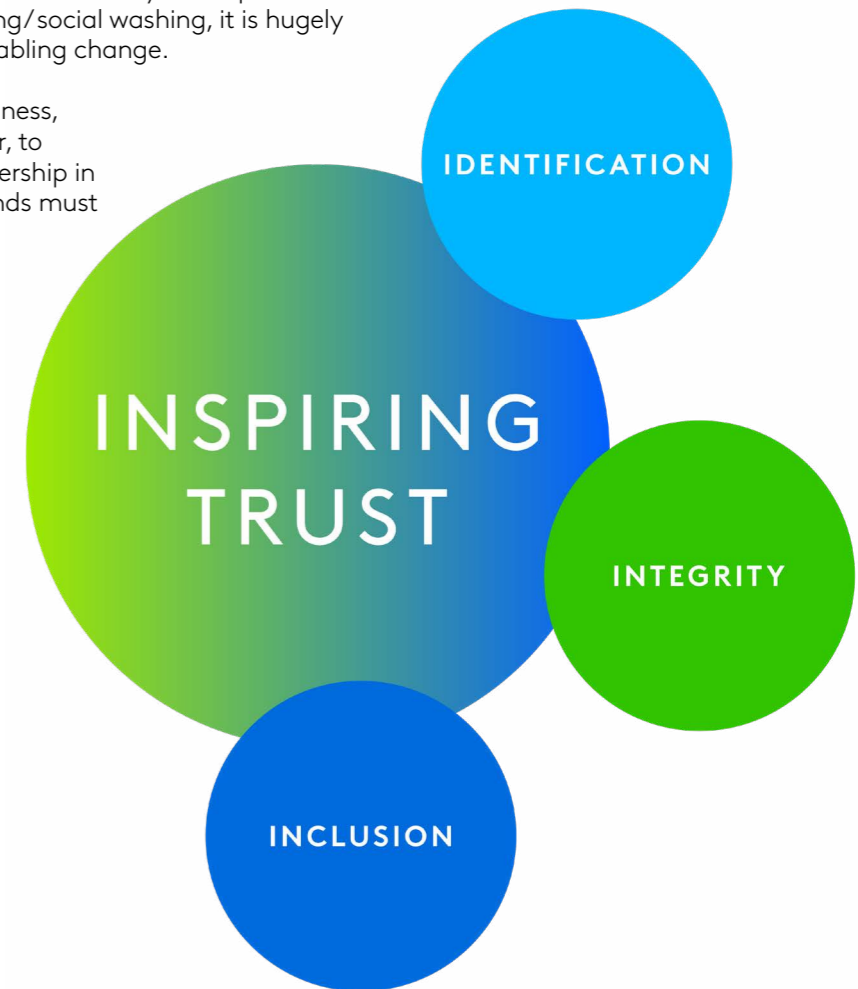 ng/social washing, it is hugely
abling change.
ness,
r, to
ership in
nds must
IDENTIFICATION
INSPIRING
TRUST
INTEGRITY
INCLUSION